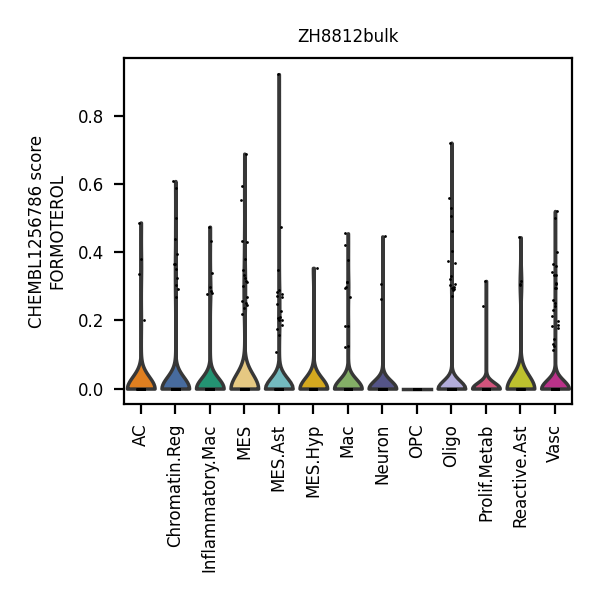 ZH8812bulk
CHEMBL1256786 score
FORMOTEROL
0.8
0.6
0.4
0.2
0.0
AC
Chromatin.Reg
Inflammatory.Mac
MES
MES.Ast
MES.Hyp
Mac
Neuron
OPC
Oligo
Prolif.Metab
Reactive.Ast
Vasc